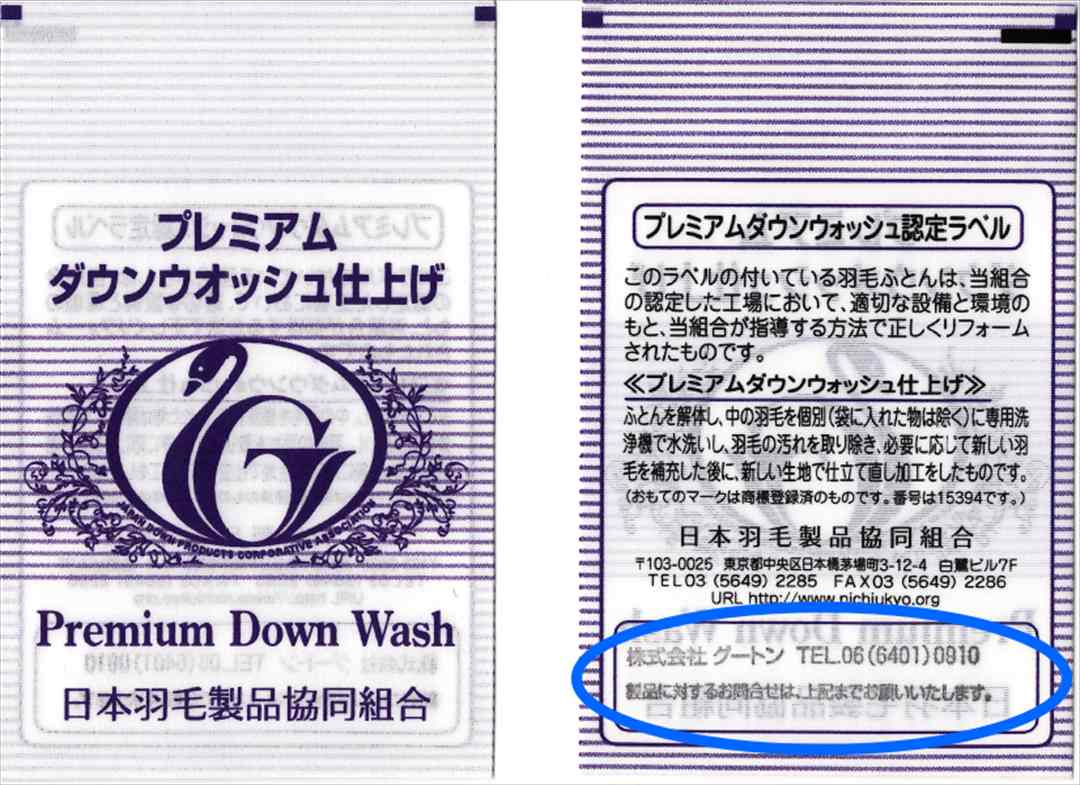 プレミアム
ダウンウオッシュ仕上げ
G
JAPAN DOWN PRODUCTS CORPORATIVE ASSOCIATION
Premium Down Wash
日本羽毛製品協同組合
プレミアムダウンウォッシュ認定ラベル
このラベルの付いている羽毛ふとんは、当組合
の認定した工場において、適切な設備と環境の
もと、当組合が指導する方法で正しくリフォーム
されたものです。
≪プレミアムダウンウォッシュ仕上げ≫
ふとんを解体し、中の羽毛を個別(袋に入れた物は除く)に専用洗
浄機で水洗いし、羽毛の汚れを取り除き、必要に応じて新しい羽
毛を補充した後に、新しい生地で仕立て直し加工をしたものです。
(おもてのマークは商標登録済のものです。番号は15394です。)
日本羽毛製品協同組合
〒103-0025 東京都中央区日本橋茅場町3-12-4 白鷺ビル7F
TEL03(5649)2285 FAX03(5649)2286
URL http://www.nichiukyo.org
株式会社 グートン TEL.06(6401)0910
製品に対するお問合せは、上記までお願いいたします。